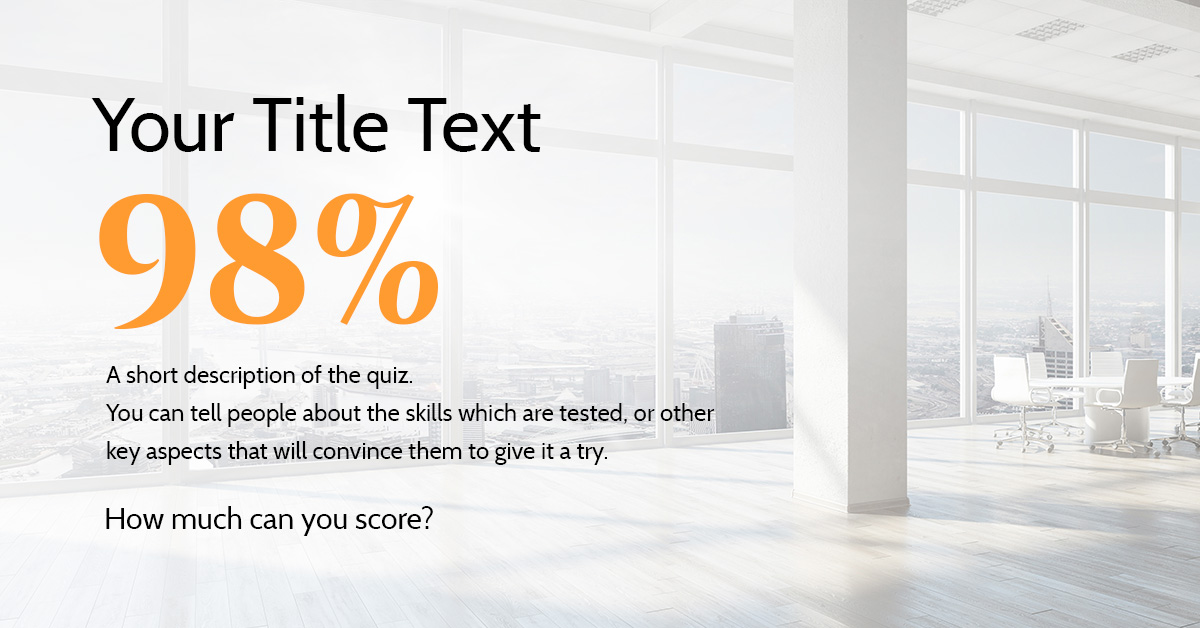 Your Title Text
98%
A short description of the quiz.
You can tell people about the skills which are tested, or other
key aspects that will convince them to give it a try.
How much can you score?